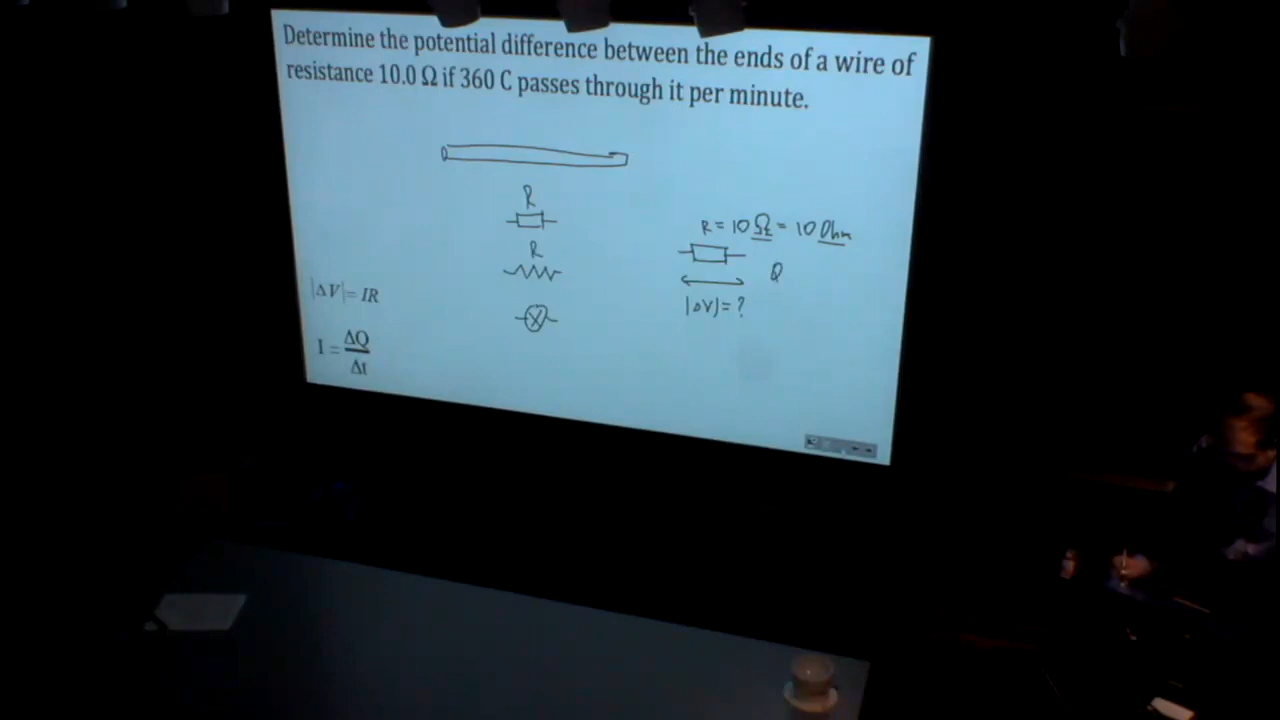 Determine the potential difference between the ends of a wire of
resistance 10.0 Ω if 360 C passes through it per minute.
R
R = 10 Ω = 10 Ohm
R
Q
|ΔV| = IR
|ΔV| = ?
I = ΔQ/Δt